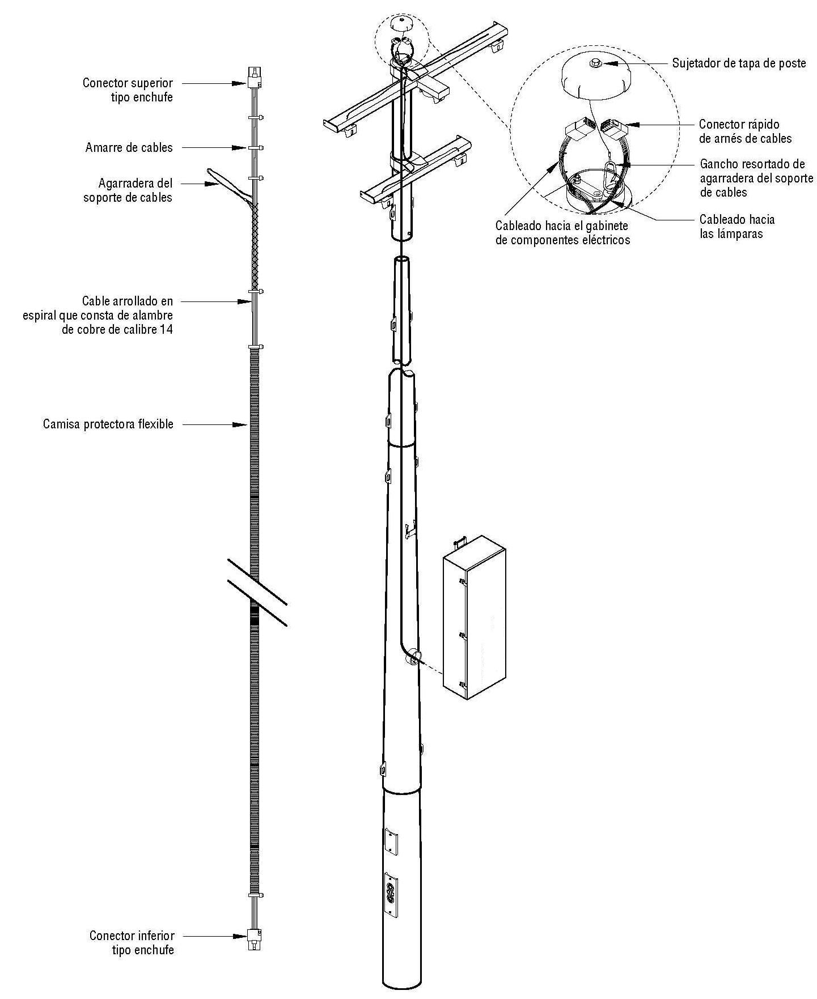 Conector superior
tipo enchufe
Amarre de cables
Agarradera del
soporte de cables
Cable arrollado en
espiral que consta de alambre
de cobre de calibre 14
Camisa protectora flexible
Conector inferior
tipo enchufe
Sujetador de tapa de poste
Conector rápido
de arnés de cables
Gancho resortado de
agarradera del soporte
de cables
Cableado hacia
las lámparas
Cableado hacia el gabinete
de componentes eléctricos